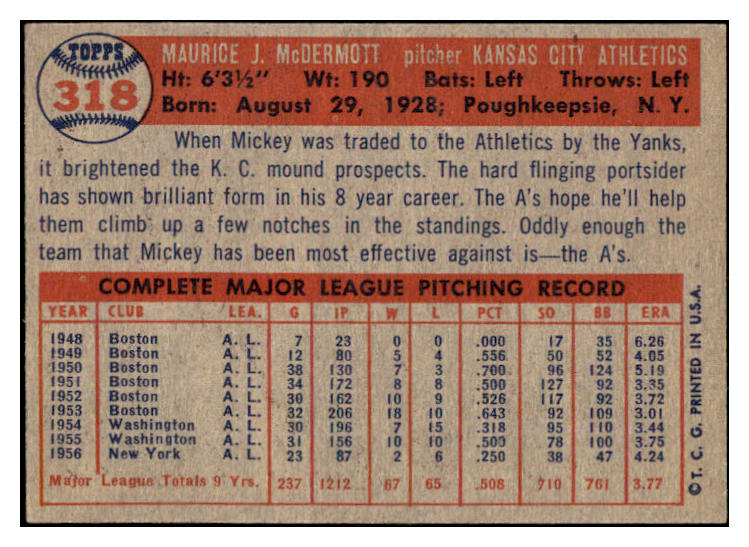 TOPPS
318
MAURICE J. McDERMOTT pitcher KANSAS CITY ATHLETICS
Ht: 6'3½" Wt: 190 Bats: Left Throws: Left
Born: August 29, 1928; Poughkeepsie, N. Y.
When Mickey was traded to the Athletics by the Yanks,
it brightened the K. C. mound prospects. The hard flinging portsider
has shown brilliant form in his 8 year career. The A's hope he'll help
them climb up a few notches in the standings. Oddly enough the
team that Mickey has been most effective against is—the A's.
COMPLETE MAJOR LEAGUE PITCHING RECORD
YEAR CLUB LEA. G IP W L PCT SO BB ERA
1948 Boston A. L. 7 23 0 0 .000 17 35 6.26
1949 Boston A. L. 12 80 5 4 .556 50 52 4.05
1950 Boston A. L. 38 130 7 3 .700 96 124 5.19
1951 Boston A. L. 34 172 8 8 .500 127 92 3.35
1952 Boston A. L. 30 162 10 9 .526 117 92 3.72
1953 Boston A. L. 32 206 18 10 .643 92 109 3.01
1954 Washington A. L. 30 196 7 15 .318 95 110 3.44
1955 Washington A. L. 31 156 10 10 .500 78 100 3.75
1956 New York A. L. 23 87 2 6 .250 38 47 4.24
Major League Totals 9 Yrs. 237 1212 67 65 .508 710 761 3.77
© T. C. G. PRINTED IN U.S.A.